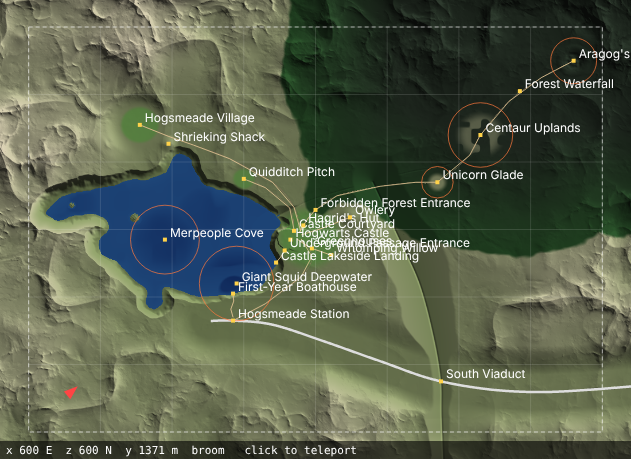 Aragog's
Forest Waterfall
Hogsmeade Village
Centaur Uplands
Shrieking Shack
Quidditch Pitch
Unicorn Glade
Forbidden Forest Entrance
Owlery
Hagrid's Hut
Castle Courtyard
Merpeople Cove
Hogwarts Castle
Passage Entrance
Whomping Willow
Castle Lakeside Landing
Giant Squid Deepwater
First-Year Boathouse
Hogsmeade Station
South Viaduct
x 600 E z 600 N y 1371 m broom click to teleport